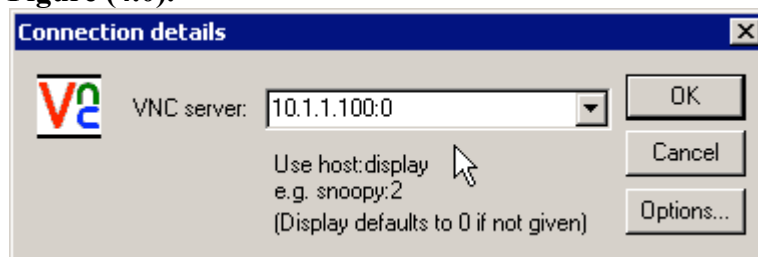 Figure (4.6).
Connection details
VNC
VNC server:
10.1.1.100:0
OK
Use host:display
Cancel
e.g. snoopy:2
(Display defaults to 0 if not given)
Options...